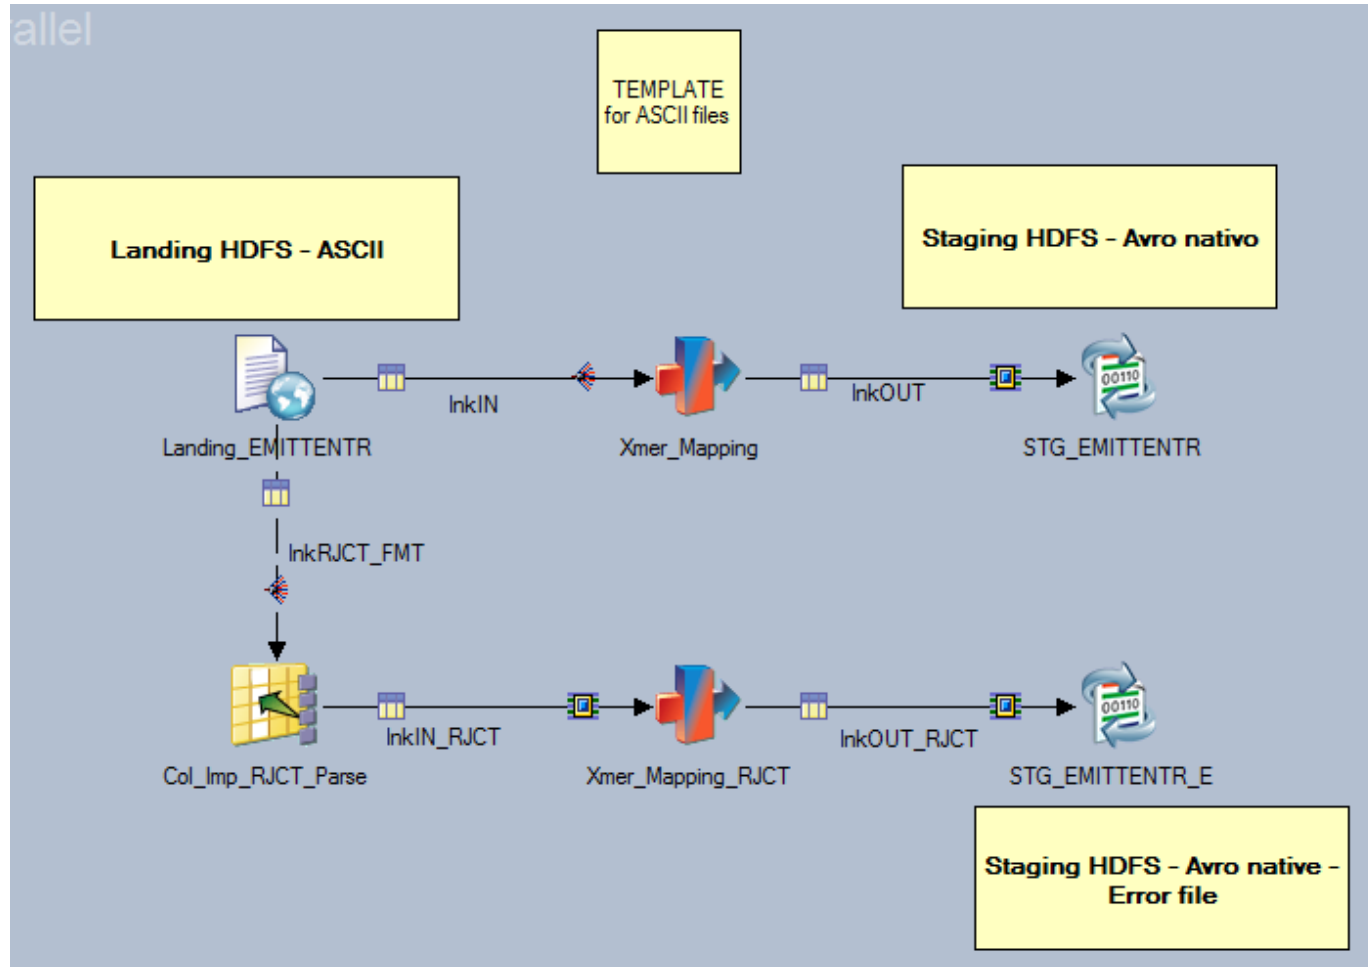 rallel
TEMPLATE
for ASCII files
Landing HDFS - ASCII
Staging HDFS - Avro nativo
lnkIN
lnkOUT
Landing_EMITTENTR
Xmer_Mapping
STG_EMITTENTR
lnkRJCT_FMT
lnkIN_RJCT
lnkOUT_RJCT
Col_Imp_RJCT_Parse
Xmer_Mapping_RJCT
STG_EMITTENTR_E
Staging HDFS - Avro native -
Error file